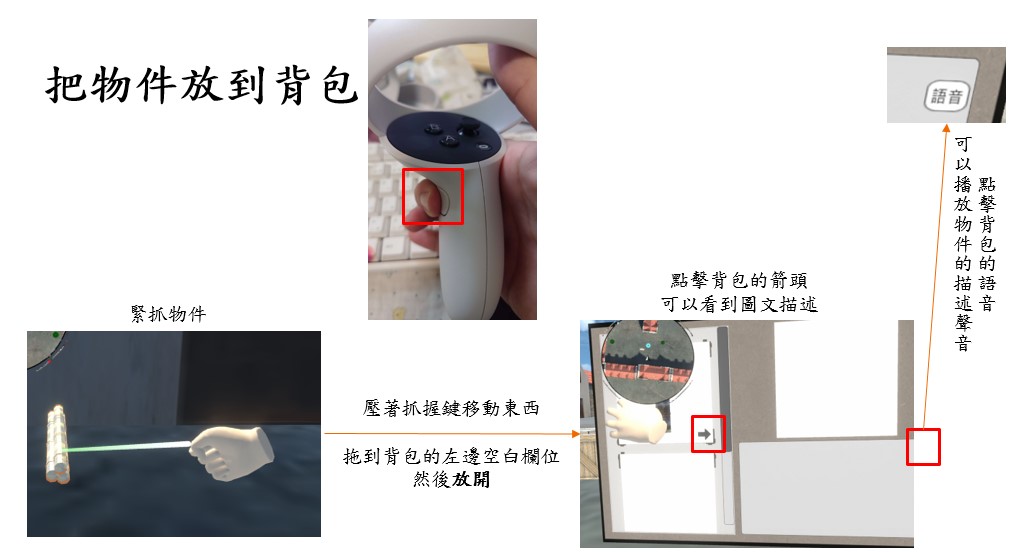 把物件放到背包
語音
可以播放物件的描述聲音
點擊背包的語音
點擊背包的箭頭
可以看到圖文描述
緊抓物件
壓著抓握鍵移動東西
拖到背包的左邊空白欄位
然後放開